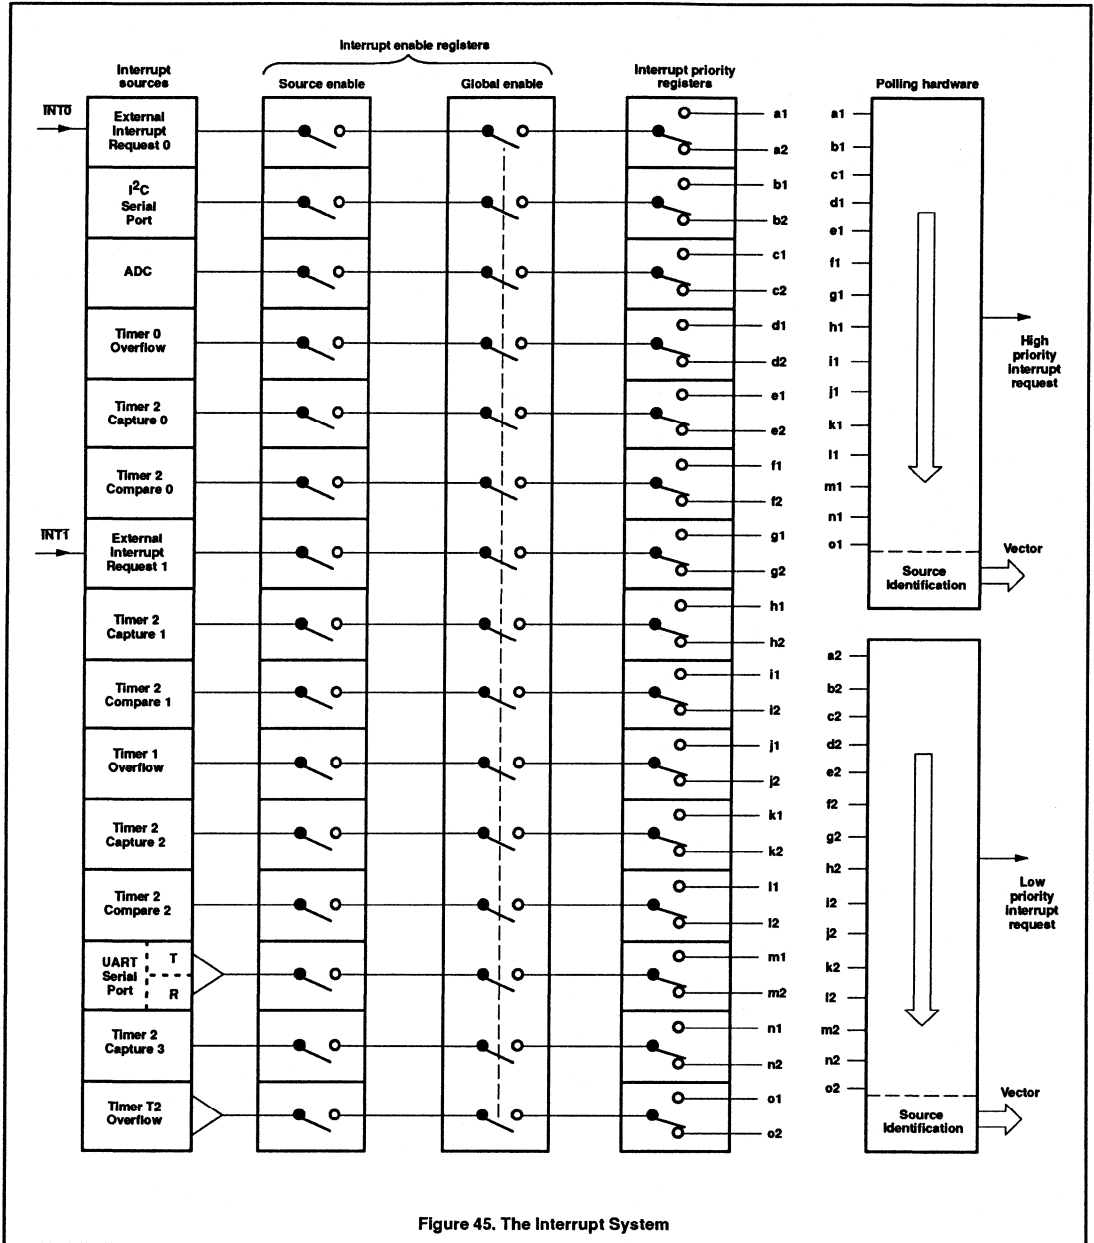 Interrupt enable registers
Interrupt
sources
Source enable
Global enable
Interrupt priority
registers
Polling hardware
INT0
External
Interrupt
Request 0
a1
a2
I2C
Serial
Port
b1
b2
ADC
c1
c2
Timer 0
Overflow
d1
d2
Timer 2
Capture 0
e1
e2
Timer 2
Compare 0
f1
f2
INT1
External
Interrupt
Request 1
g1
g2
Timer 2
Capture 1
h1
h2
Timer 2
Compare 1
i1
i2
Timer 1
Overflow
j1
j2
Timer 2
Capture 2
k1
k2
Timer 2
Compare 2
l1
l2
UART
Serial
Port
T
R
m1
m2
Timer 2
Capture 3
n1
n2
Timer T2
Overflow
o1
o2
a1
b1
c1
d1
e1
f1
g1
h1
i1
j1
k1
l1
m1
n1
o1
High
priority
interrupt
request
Source
Identification
Vector
a2
b2
c2
d2
e2
f2
g2
h2
i2
j2
k2
l2
m2
n2
o2
Low
priority
interrupt
request
Source
Identification
Vector
Figure 45. The Interrupt System